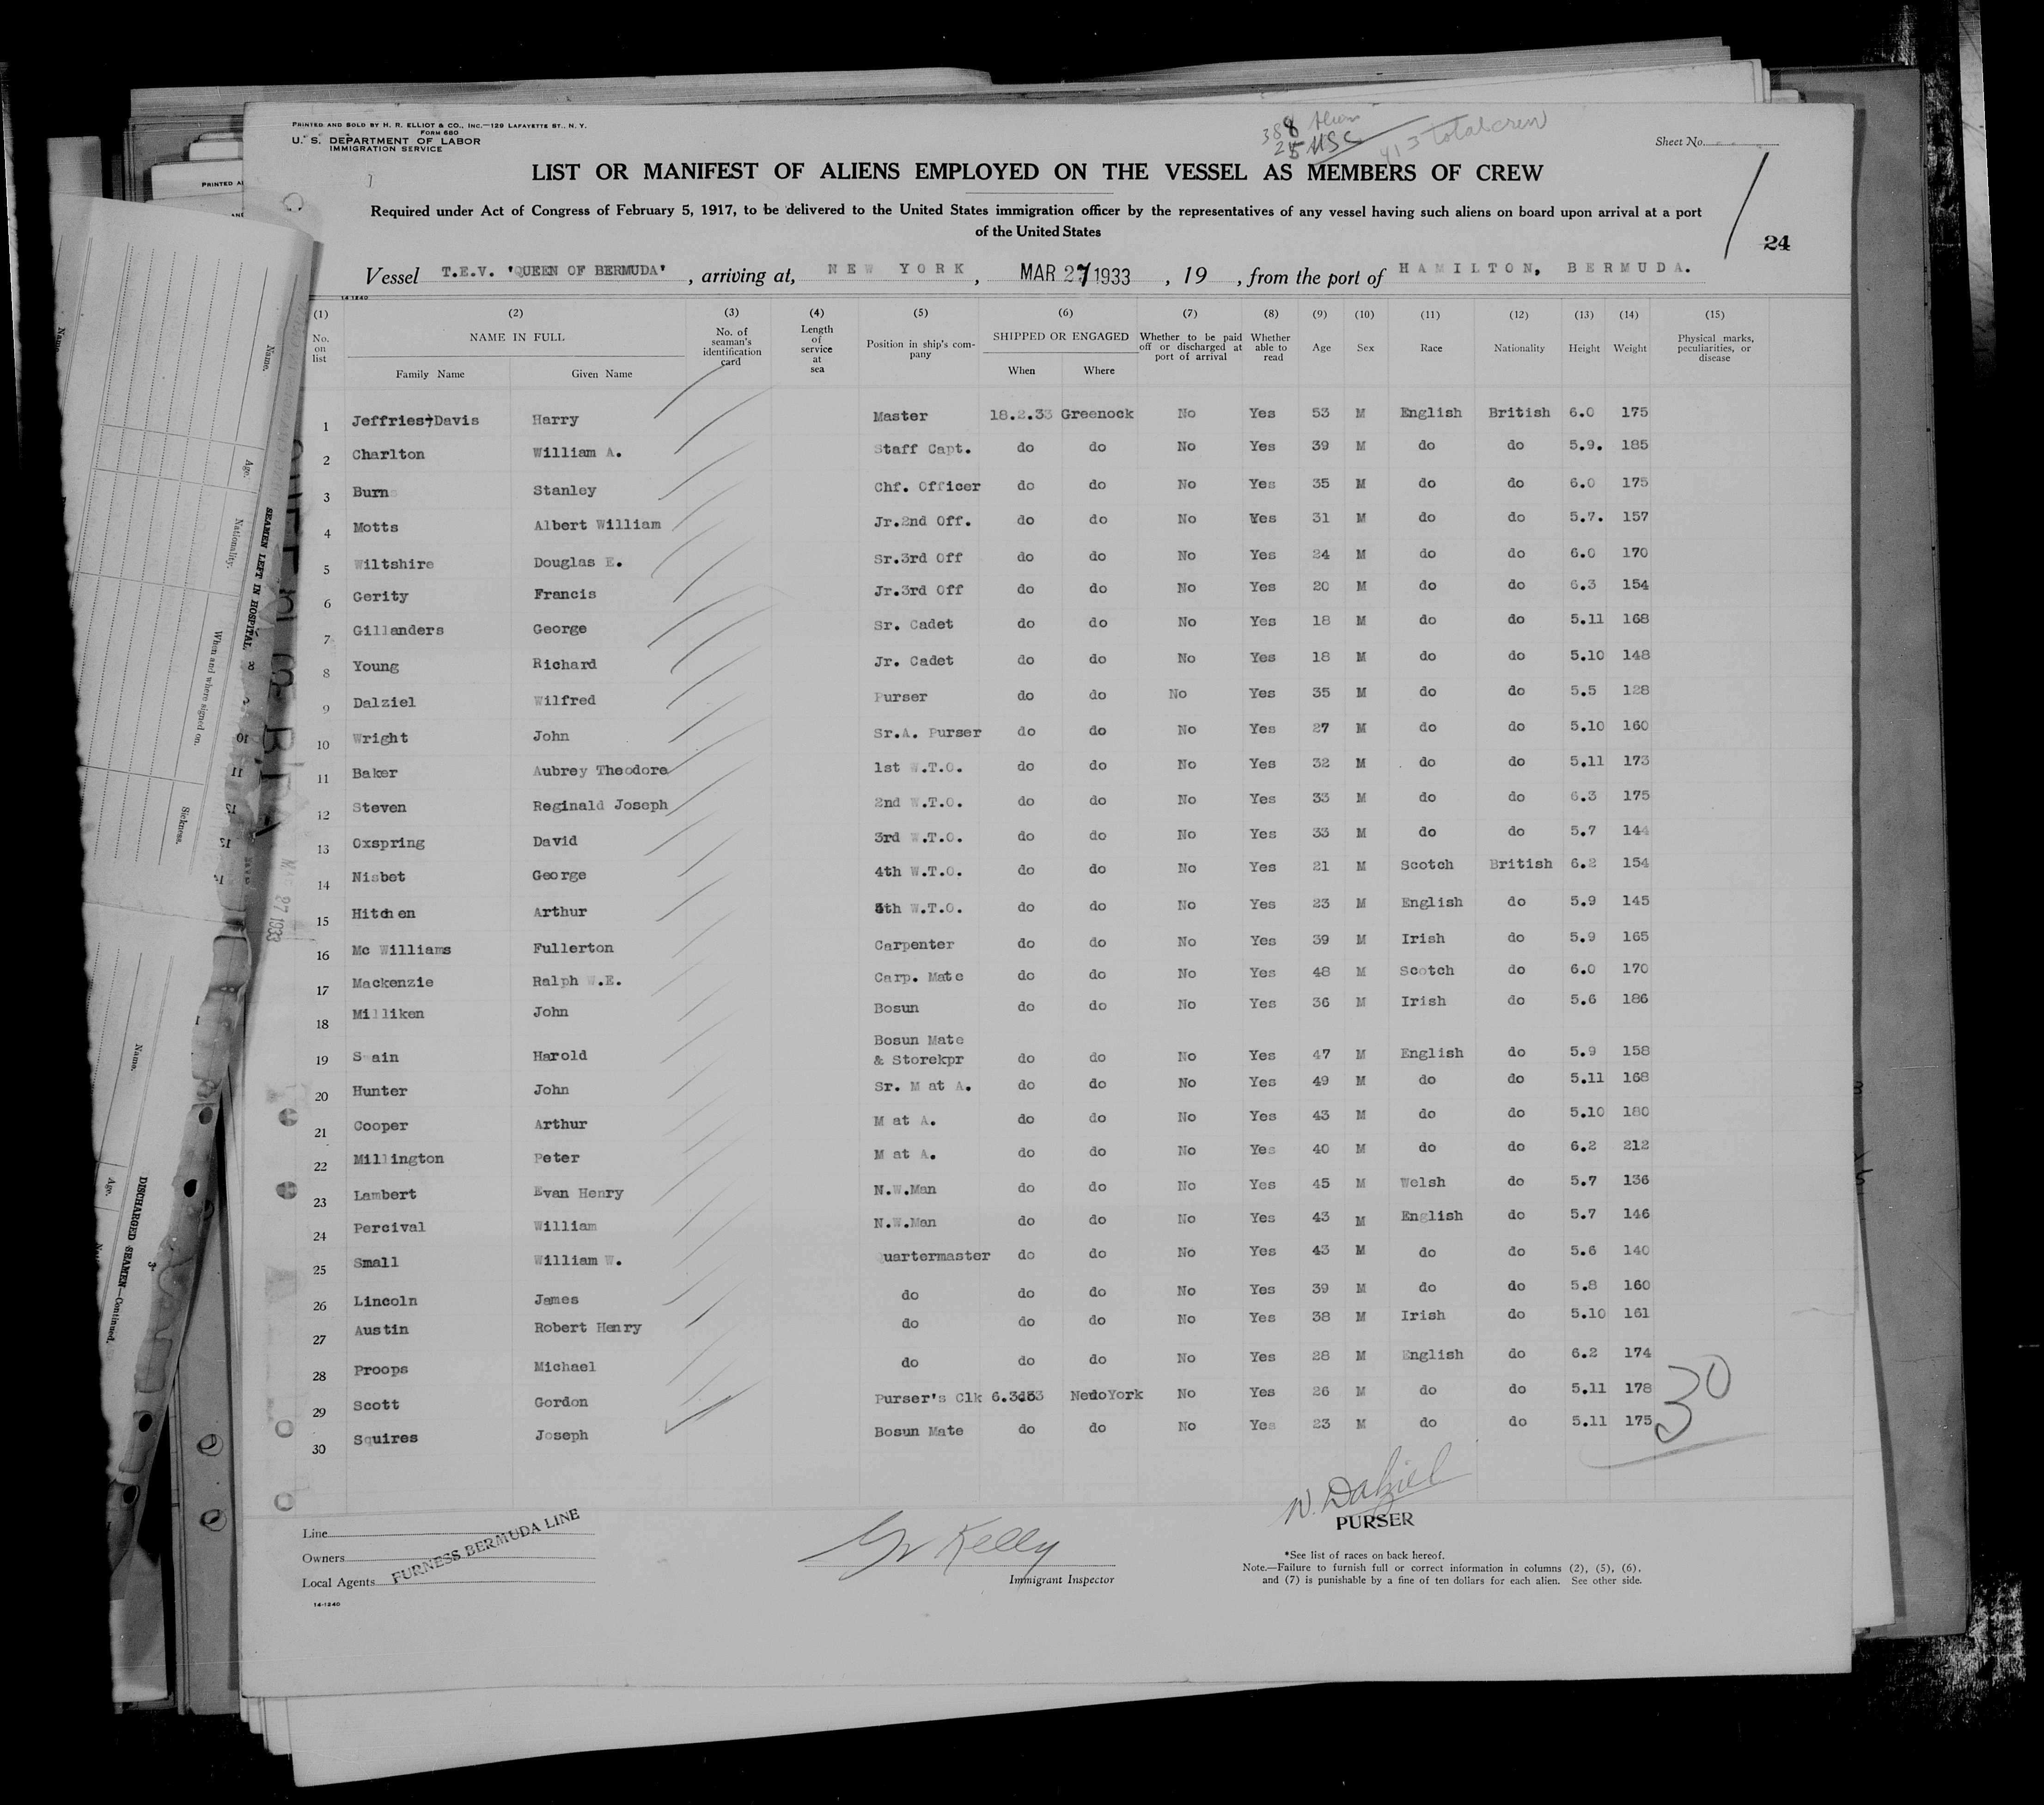 PRINTED AND SOLD BY H. R. ELLIOT & CO., INC.—129 LAFAYETTE ST., N. Y.
FORM 680
U. S. DEPARTMENT OF LABOR
IMMIGRATION SERVICE
388 Alien
25 USC
413 total crew
Sheet No.
LIST OR MANIFEST OF ALIENS EMPLOYED ON THE VESSEL AS MEMBERS OF CREW
Required under Act of Congress of February 5, 1917, to be delivered to the United States immigration officer by the representatives of any vessel having such aliens on board upon arrival at a port
of the United States
24
Vessel T.E.V. 'QUEEN OF BERMUDA', arriving at, NEW YORK, MAR 27 1933, 19 , from the port of HAMILTON, BERMUDA.
14-1240
(1) (2) (3) (4) (5) (6) (7) (8) (9) (10) (11) (12) (13) (14) (15)
No. on list NAME IN FULL Family Name Given Name No. of seaman's identification card Length of service at sea Position in ship's company SHIPPED OR ENGAGED When Where Whether to be paid off or discharged at port of arrival Whether able to read Age Sex Race Nationality Height Weight Physical marks, peculiarities, or disease
1 Jeffries+Davis Harry Master 18.2.33 Greenock No Yes 53 M English British 6.0 175
2 Charlton William A. Staff Capt. do do No Yes 39 M do do 5.9. 185
3 Burns Stanley Chf. Officer do do No Yes 35 M do do 6.0 175
4 Motts Albert William Jr.2nd Off. do do No Yes 31 M do do 5.7. 157
5 Wiltshire Douglas E. Sr.3rd Off do do No Yes 24 M do do 6.0 170
6 Gerity Francis Jr.3rd Off do do No Yes 20 M do do 6.3 154
7 Gillanders George Sr. Cadet do do No Yes 18 M do do 5.11 168
8 Young Richard Jr. Cadet do do No Yes 18 M do do 5.10 148
9 Dalziel Wilfred Purser do do No Yes 35 M do do 5.5 128
10 Wright John Sr.A. Purser do do No Yes 27 M do do 5.10 160
11 Baker Aubrey Theodore 1st W.T.O. do do No Yes 32 M do do 5.11 173
12 Steven Reginald Joseph 2nd W.T.O. do do No Yes 33 M do do 6.3 175
13 Oxspring David 3rd W.T.O. do do No Yes 33 M do do 5.7 144
14 Nisbet George 4th W.T.O. do do No Yes 21 M Scotch British 6.2 154
15 Hitchen Arthur 5th W.T.O. do do No Yes 23 M English do 5.9 145
16 Mc Williams Fullerton Carpenter do do No Yes 39 M Irish do 5.9 165
17 Mackenzie Ralph W.E. Carp. Mate do do No Yes 48 M Scotch do 6.0 170
18 Milliken John Bosun do do No Yes 36 M Irish do 5.6 186
19 Swain Harold Bosun Mate & Storekpr do do No Yes 47 M English do 5.9 158
20 Hunter John Sr. M at A. do do No Yes 49 M do do 5.11 168
21 Cooper Arthur M at A. do do No Yes 43 M do do 5.10 180
22 Millington Peter M at A. do do No Yes 40 M do do 6.2 212
23 Lambert Evan Henry N.W.Man do do No Yes 45 M Welsh do 5.7 136
24 Percival William N.W.Man do do No Yes 43 M English do 5.7 146
25 Small William W. Quartermaster do do No Yes 43 M do do 5.6 140
26 Lincoln James do do do No Yes 39 M do do 5.8 160
27 Austin Robert Henry do do do No Yes 38 M Irish do 5.10 161
28 Proops Michael do do do No Yes 28 M English do 6.2 174
29 Scott Gordon Purser's Clk 6.3.33 New York No Yes 26 M do do 5.11 178
30 Squires Joseph Bosun Mate do do No Yes 23 M do do 5.11 175
30
W. Dalziel
PURSER
Line
Owners
Local Agents
FURNESS BERMUDA LINE
Kelly
Immigrant Inspector
*See list of races on back hereof.
Note.—Failure to furnish full or correct information in columns (2), (5), (6),
and (7) is punishable by a fine of ten dollars for each alien. See other side.
14-1240
Name.
Age.
Nationality.
When and where signed on.
Sickness.
SEAMEN LEFT IN HOSPITAL
DISCHARGED SEAMEN—Continued.
Name.
Age.
MAR 27 1933